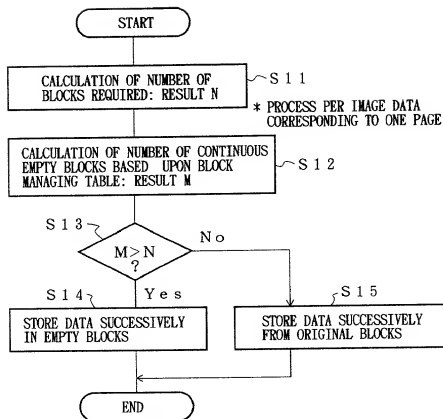 START
CALCULATION OF NUMBER OF
BLOCKS REQUIRED: RESULT N
S11
* PROCESS PER IMAGE DATA
CORRESPONDING TO ONE PAGE
CALCULATION OF NUMBER OF CONTINUOUS
EMPTY BLOCKS BASED UPON BLOCK
MANAGING TABLE: RESULT M
S12
S13
M>N
?
No
Yes
S14
STORE DATA SUCCESSIVELY
IN EMPTY BLOCKS
S15
STORE DATA SUCCESSIVELY
FROM ORIGINAL BLOCKS
END